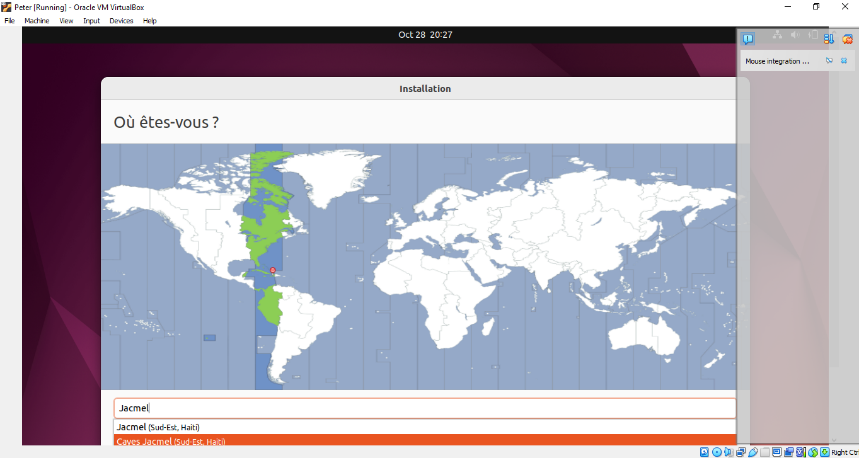 Peter [Running] - Oracle VM VirtualBox
File Machine View Input Devices Help
Oct 28 20:27
Mouse integration ...
Installation
Où êtes-vous ?
Jacmel
Jacmel (Sud-Est, Haiti)
Cayes Jacmel (Sud-Est, Haiti)
Right Ctrl